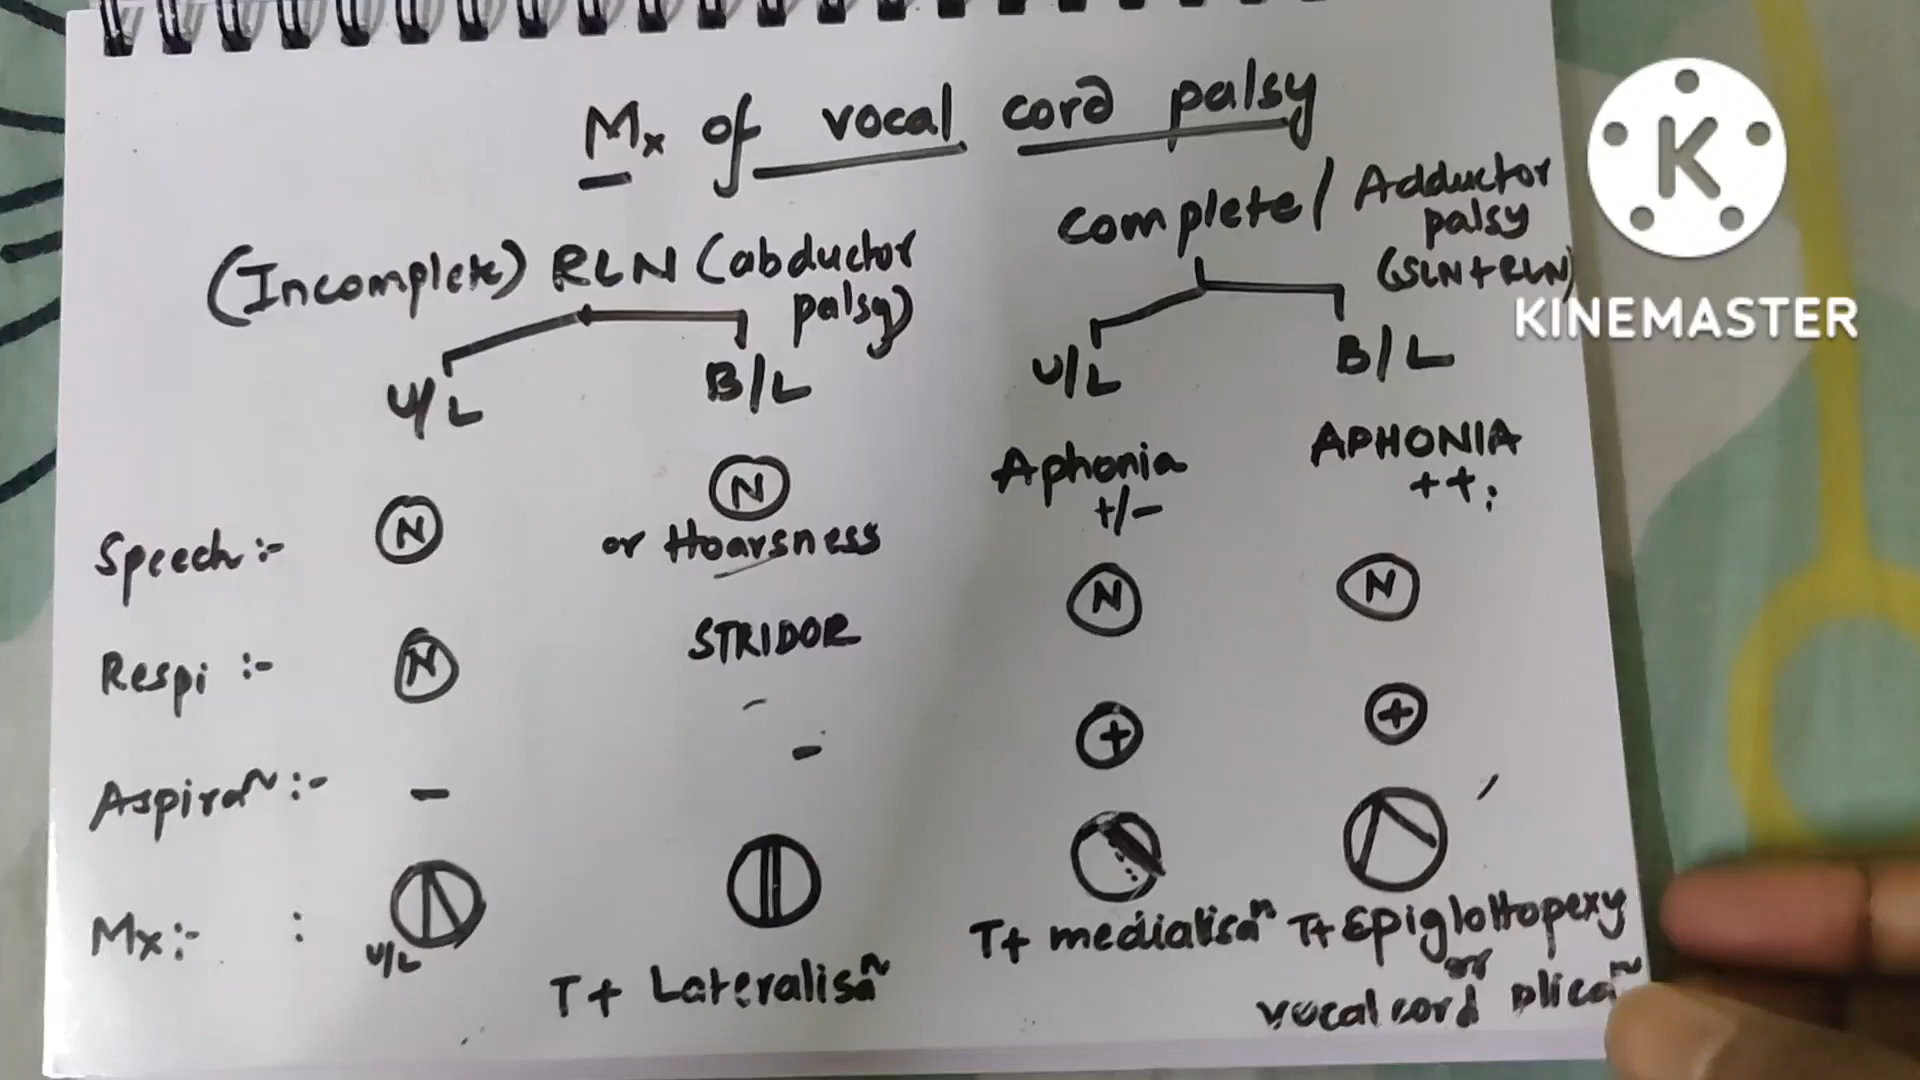 Mx of vocal cord palsy
(Incomplete) RLN (abductor palsy)
U/L B/L
Complete / Adductor palsy (SLN+RLN)
U/L B/L
Speech:- N N or Hoarsness Aphonia +/- APHONIA ++
Respi :- N STRIDOR N N
Aspiraⁿ :- - - + +
Mx:- : U/L T+ Lateralisaⁿ T+ medialisaⁿ T+ Epiglottopexy or vocal cord plicaⁿ
K
KINEMASTER